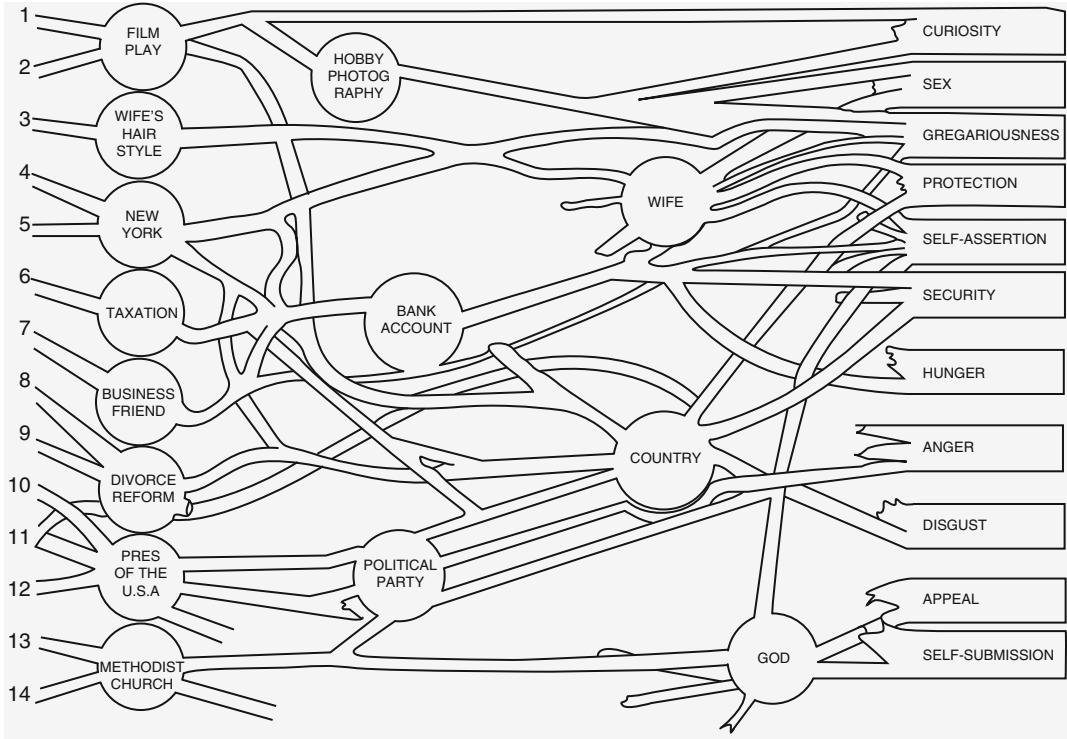 1
2
3
4
5
6
7
8
9
10
11
12
13
14
FILM
PLAY
WIFE'S
HAIR
STYLE
NEW
YORK
TAXATION
BUSINESS
FRIEND
DIVORCE
REFORM
PRES
OF THE
U.S.A
METHODIST
CHURCH
HOBBY
PHOTOG
RAPHY
BANK
ACCOUNT
POLITICAL
PARTY
WIFE
COUNTRY
GOD
CURIOSITY
SEX
GREGARIOUSNESS
PROTECTION
SELF-ASSERTION
SECURITY
HUNGER
ANGER
DISGUST
APPEAL
SELF-SUBMISSION